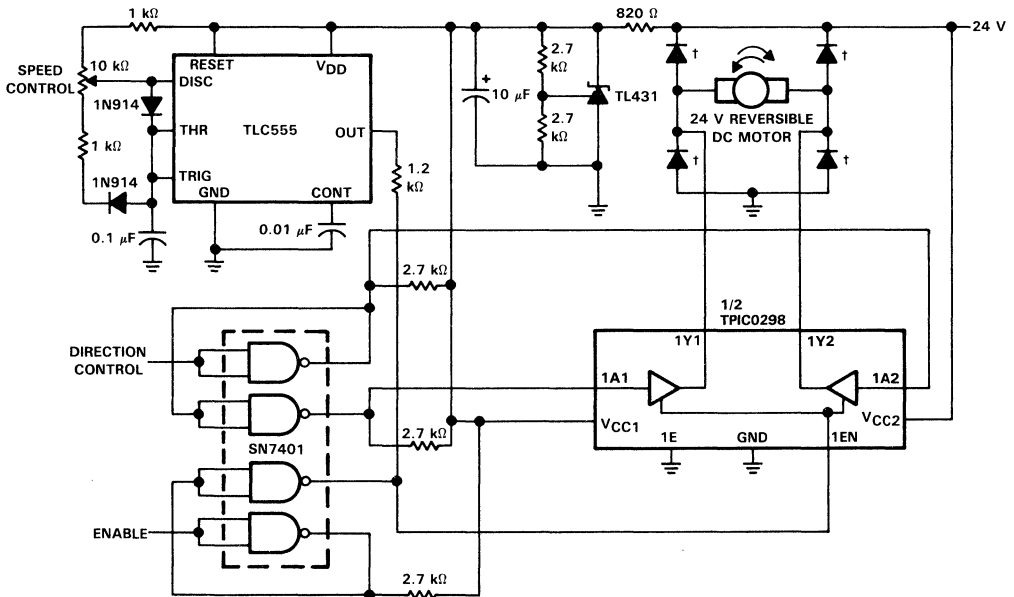 1 kΩ
820 Ω
24 V
SPEED
CONTROL
10 kΩ
RESET
VDD
DISC
1N914
THR
TLC555
OUT
1 kΩ
1N914
TRIG
GND
CONT
0.1 μF
0.01 μF
1.2
kΩ
+
10 μF
2.7
kΩ
2.7
kΩ
TL431
†
†
24 V REVERSIBLE
DC MOTOR
†
†
2.7 kΩ
DIRECTION
CONTROL
2.7 kΩ
SN7401
ENABLE
2.7 kΩ
1/2
TPIC0298
1Y1
1Y2
1A1
1A2
VCC1
VCC2
1E
GND
1EN